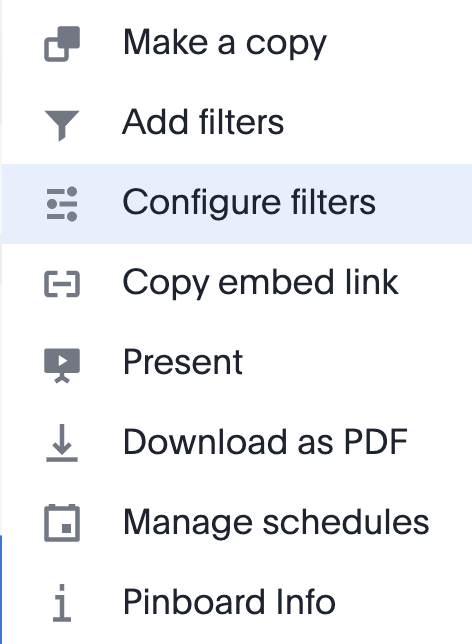 Make a copy
Add filters
Configure filters
Copy embed link
Present
Download as PDF
Manage schedules
Pinboard Info